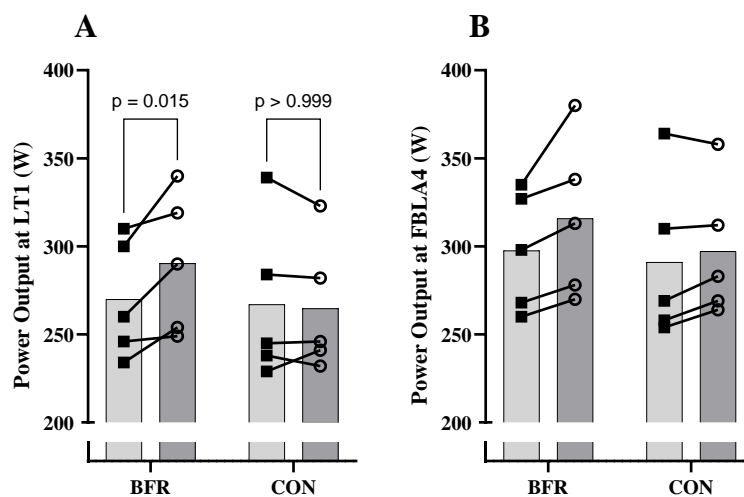 A
Power Output at LT1 (W)
400
350
300
250
200
p = 0.015
p > 0.999
BFR
CON
B
Power Output at FBLA4 (W)
400
350
300
250
200
BFR
CON